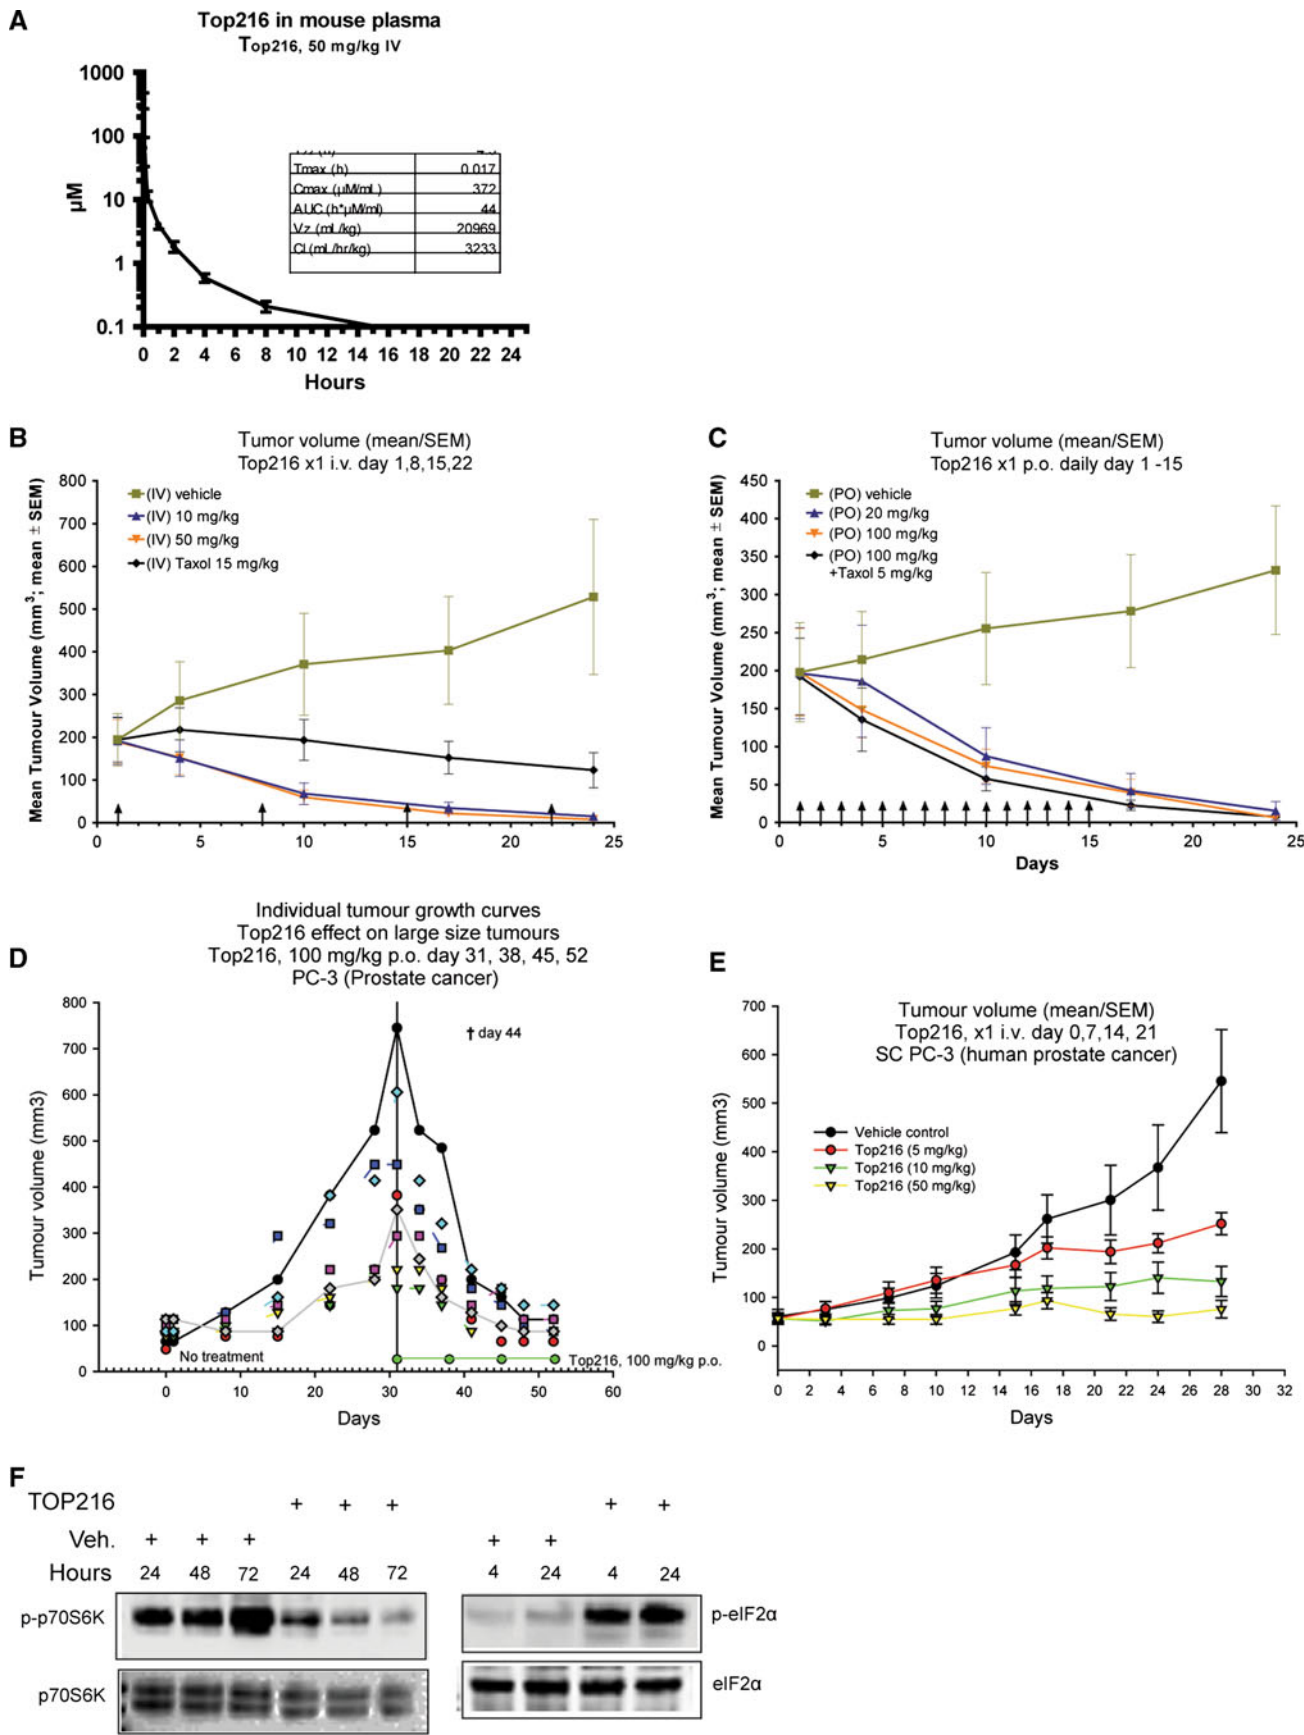 A
Top216 in mouse plasma
Top216, 50 mg/kg IV
1000
100
10
1
0.1
µM
Tmax (h) 0.017
Cmax (µM/mL) 372
AUC (h*µM/ml) 44
Vz (mL/kg) 20969
Cl (mL/hr/kg) 3233
0 2 4 6 8 10 12 14 16 18 20 22 24
Hours
B
Tumor volume (mean/SEM)
Top216 x1 i.v. day 1,8,15,22
Mean Tumour Volume (mm³; mean ± SEM)
800
700
600
500
400
300
200
100
0
(IV) vehicle
(IV) 10 mg/kg
(IV) 50 mg/kg
(IV) Taxol 15 mg/kg
0 5 10 15 20 25
C
Tumor volume (mean/SEM)
Top216 x1 p.o. daily day 1 -15
Mean Tumour Volume (mm³; mean ± SEM)
450
400
350
300
250
200
150
100
50
0
(PO) vehicle
(PO) 20 mg/kg
(PO) 100 mg/kg
(PO) 100 mg/kg
+Taxol 5 mg/kg
0 5 10 15 20 25
Days
D
Individual tumour growth curves
Top216 effect on large size tumours
Top216, 100 mg/kg p.o. day 31, 38, 45, 52
PC-3 (Prostate cancer)
Tumour volume (mm3)
800
700
600
500
400
300
200
100
0
† day 44
No treatment
Top216, 100 mg/kg p.o.
0 10 20 30 40 50 60
Days
E
Tumour volume (mean/SEM)
Top216, x1 i.v. day 0,7,14, 21
SC PC-3 (human prostate cancer)
Tumour volume (mm3)
700
600
500
400
300
200
100
0
Vehicle control
Top216 (5 mg/kg)
Top216 (10 mg/kg)
Top216 (50 mg/kg)
0 2 4 6 8 10 12 14 16 18 20 22 24 26 28 30 32
Days
F
TOP216 + + + + +
Veh. + + + + +
Hours 24 48 72 24 48 72 4 24 4 24
p-p70S6K
p-eIF2α
p70S6K
eIF2α